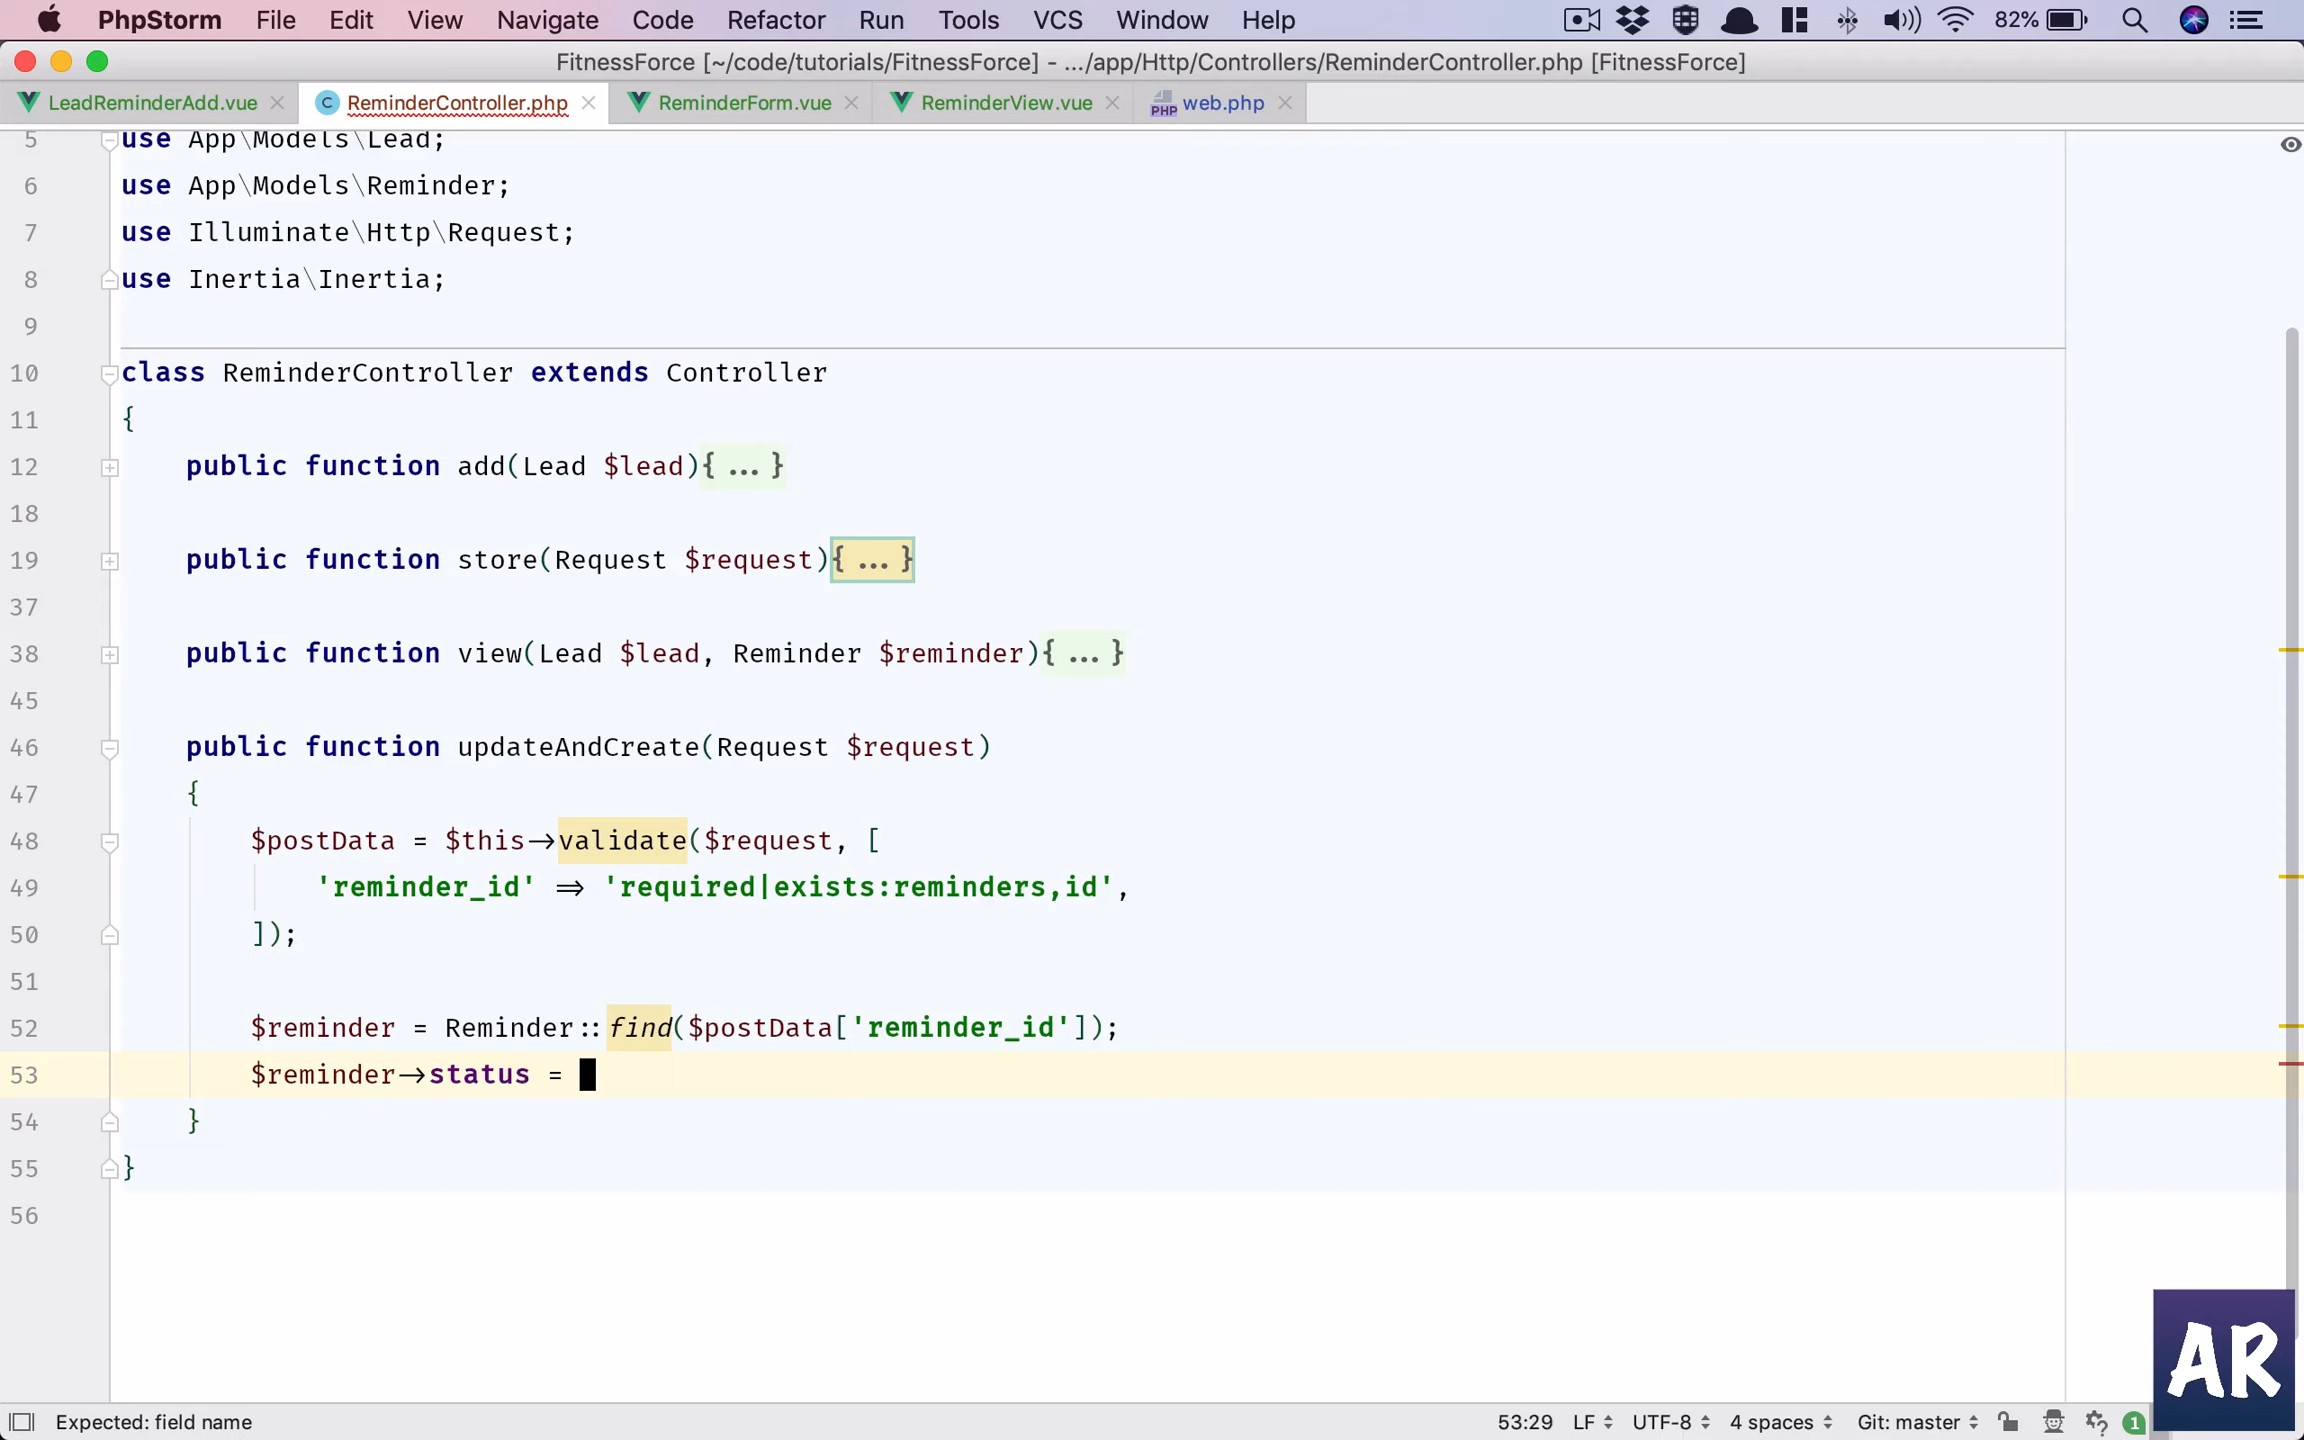 PhpStorm File Edit View Navigate Code Refactor Run Tools VCS Window Help 82%
FitnessForce [~/code/tutorials/FitnessForce] - .../app/Http/Controllers/ReminderController.php [FitnessForce]
LeadReminderAdd.vue C ReminderController.php ReminderForm.vue ReminderView.vue PHP web.php
5 use App\Models\Lead;
6 use App\Models\Reminder;
7 use Illuminate\Http\Request;
8 use Inertia\Inertia;
9
10 class ReminderController extends Controller
11 {
12 public function add(Lead $lead){ ... }
18
19 public function store(Request $request){ ... }
37
38 public function view(Lead $lead, Reminder $reminder){ ... }
45
46 public function updateAndCreate(Request $request)
47 {
48 $postData = $this→validate($request, [
49 'reminder_id' ⇒ 'required|exists:reminders,id',
50 ]);
51
52 $reminder = Reminder::find($postData['reminder_id']);
53 $reminder→status =
54 }
55 }
56
AR
Expected: field name 53:29 LF UTF-8 4 spaces Git: master 1